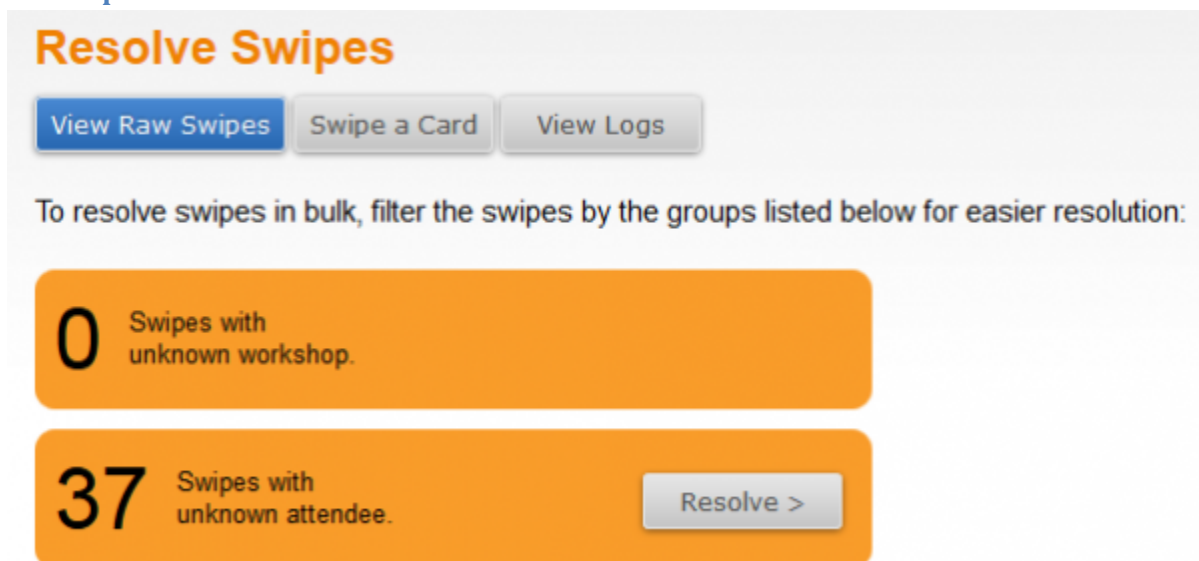 Resolve Swipes
View Raw Swipes Swipe a Card View Logs
To resolve swipes in bulk, filter the swipes by the groups listed below for easier resolution:
0 Swipes with
unknown workshop.
37 Swipes with
unknown attendee.
Resolve >